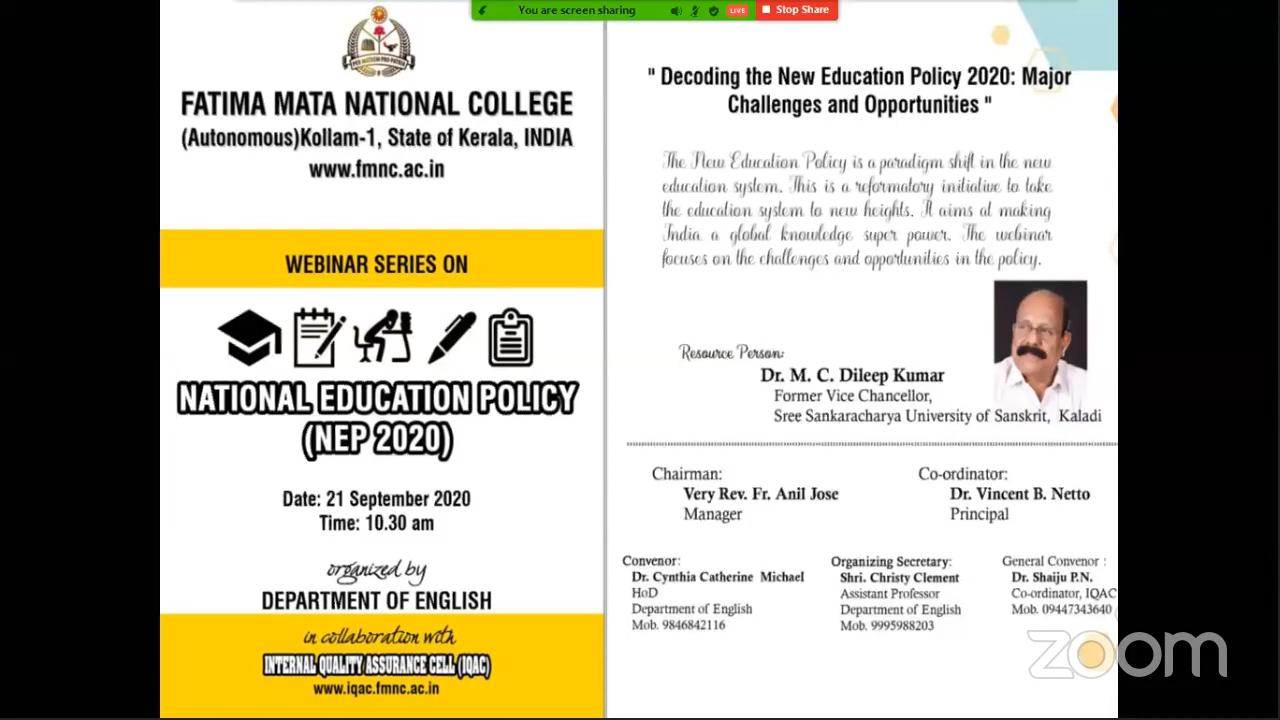 You are screen sharing
LIVE
Stop Share
PER MATREM PRO PATRIA
FATIMA MATA NATIONAL COLLEGE
(Autonomous)Kollam-1, State of Kerala, INDIA
www.fmnc.ac.in
WEBINAR SERIES ON
NATIONAL EDUCATION POLICY
(NEP 2020)
Date: 21 September 2020
Time: 10.30 am
organized by
DEPARTMENT OF ENGLISH
in collaboration with
INTERNAL QUALITY ASSURANCE CELL (IQAC)
www.iqac.fmnc.ac.in
" Decoding the New Education Policy 2020: Major
Challenges and Opportunities "
The New Education Policy is a paradigm shift in the new
education system. This is a reformatory initiative to take
the education system to new heights. It aims at making
India a global knowledge super power. The webinar
focuses on the challenges and opportunities in the policy.
Resource Person:
Dr. M. C. Dileep Kumar
Former Vice Chancellor,
Sree Sankaracharya University of Sanskrit, Kaladi
Chairman:
Very Rev. Fr. Anil Jose
Manager
Co-ordinator:
Dr. Vincent B. Netto
Principal
Convenor:
Dr. Cynthia Catherine Michael
HoD
Department of English
Mob. 9846842116
Organizing Secretary:
Shri. Christy Clement
Assistant Professor
Department of English
Mob. 9995988203
General Convenor :
Dr. Shaiju P.N.
Co-ordinator, IQAC
Mob. 09447343640
zoom